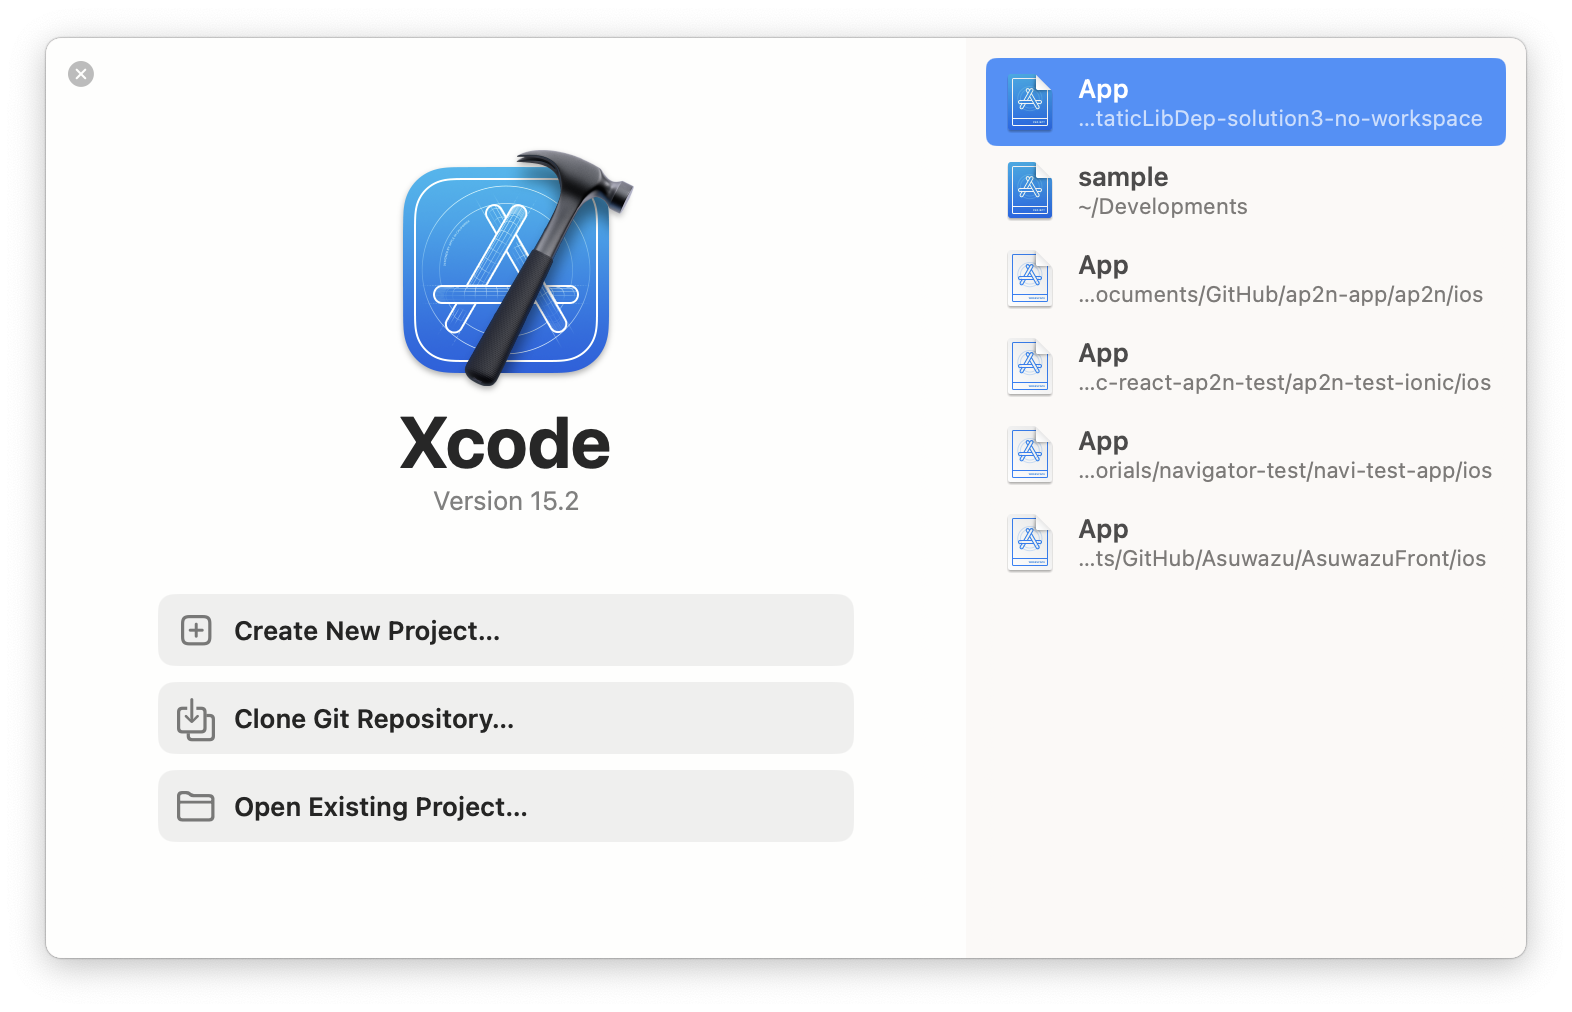 Xcode
Version 15.2
Create New Project...
Clone Git Repository...
Open Existing Project...
App
...taticLibDep-solution3-no-workspace
sample
~/Developments
App
...ocuments/GitHub/ap2n-app/ap2n/ios
App
...c-react-ap2n-test/ap2n-test-ionic/ios
App
...orials/navigator-test/navi-test-app/ios
App
...ts/GitHub/Asuwazu/AsuwazuFront/ios